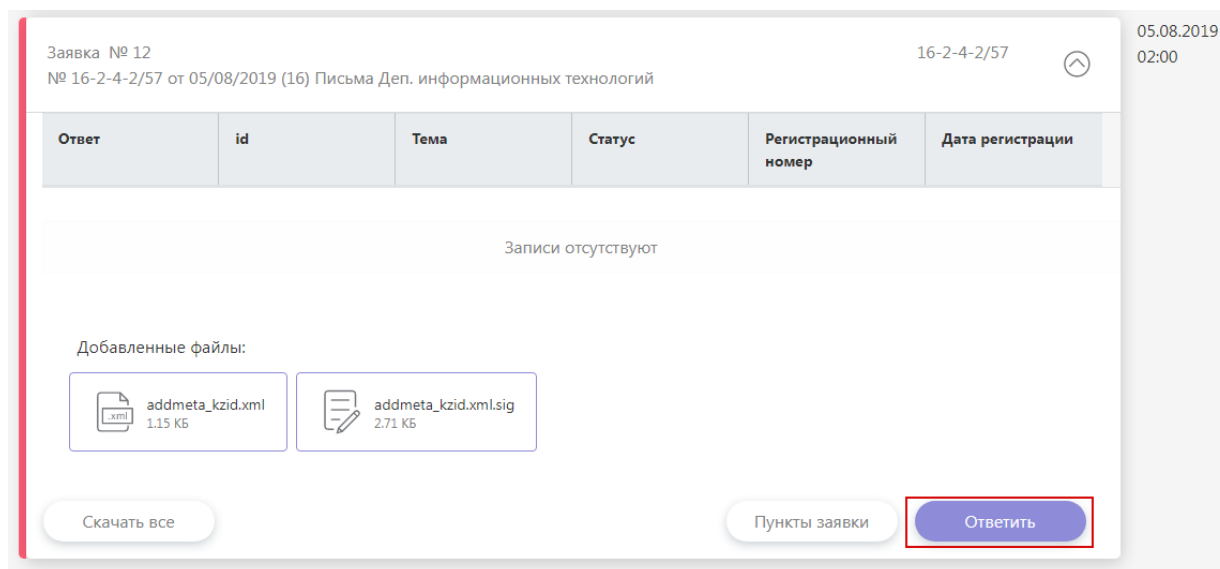 Заявка № 12
16-2-4-2/57
05.08.2019
02:00
№ 16-2-4-2/57 от 05/08/2019 (16) Письма Деп. информационных технологий
Ответ
id
Тема
Статус
Регистрационный
номер
Дата регистрации
Записи отсутствуют
Добавленные файлы:
.xml
addmeta_kzid.xml
1.15 КБ
addmeta_kzid.xml.sig
2.71 КБ
Скачать все
Пункты заявки
Ответить